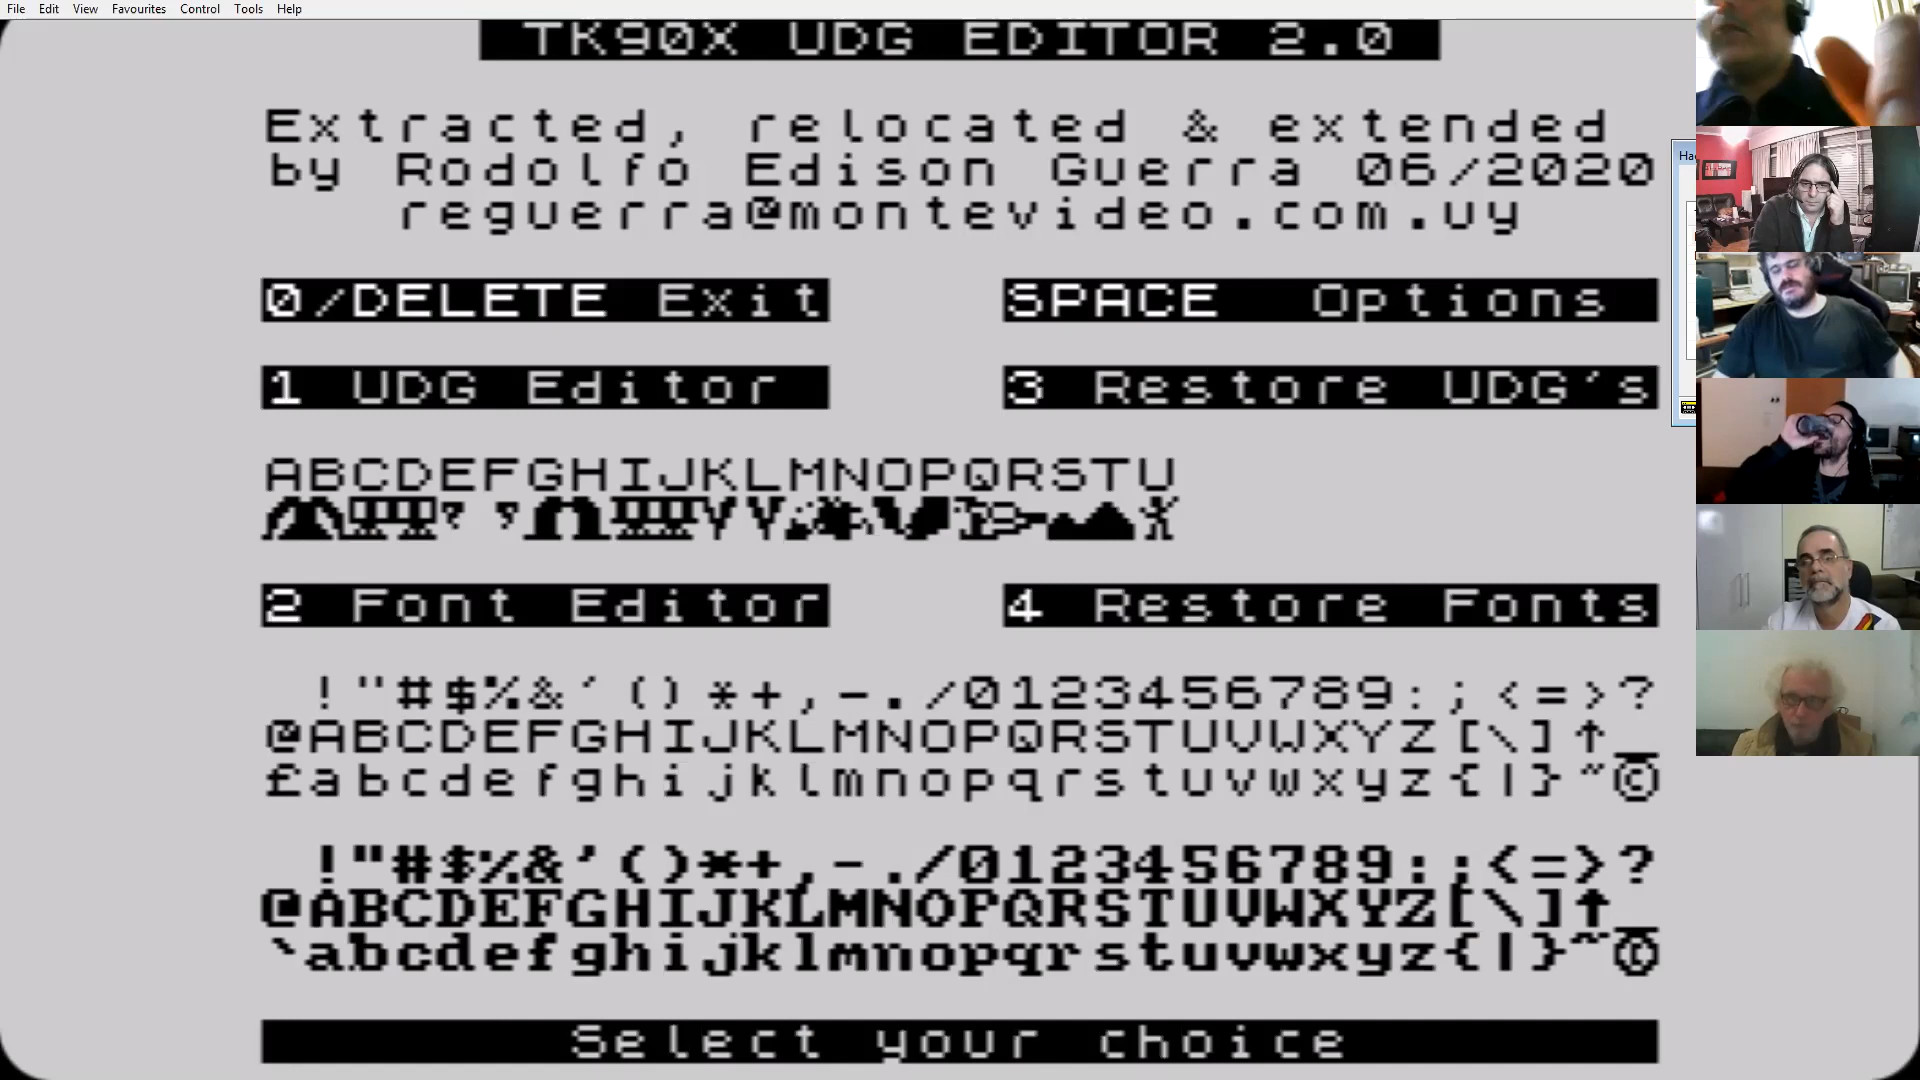 File Edit View Favourites Control Tools Help
TK90X UDG EDITOR 2.0
Extracted, relocated & extended
by Rodolfo Edison Guerra 06/2020
reguerra@montevideo.com.uy
0/DELETE Exit SPACE Options
1 UDG Editor 3 Restore UDG's
ABCDEFGHIJKLMNOPQRSTU
2 Font Editor 4 Restore Fonts
!"#$%&'()*+,-./0123456789:;<=>?
@ABCDEFGHIJKLMNOPQRSTUVWXYZ[\]↑_
£abcdefghijklmnopqrstuvwxyz{|}~©
!"#$%&'()*+,-./0123456789:;<=>?
@ABCDEFGHIJKLMNOPQRSTUVWXYZ[\]↑_
`abcdefghijklmnopqrstuvwxyz{|}~©
Select your choice